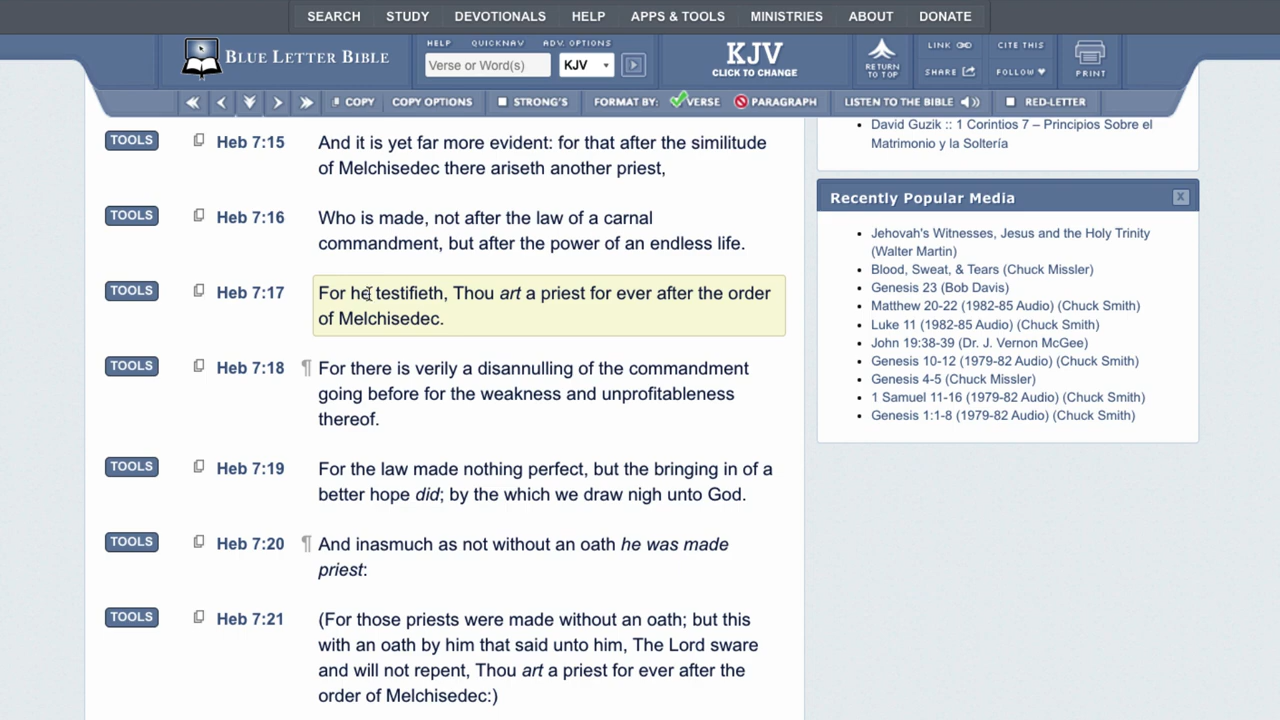 SEARCH STUDY DEVOTIONALS HELP APPS & TOOLS MINISTRIES ABOUT DONATE
BLUE LETTER BIBLE
HELP QUICKNAV ADV. OPTIONS
Verse or Word(s) KJV
KJV
CLICK TO CHANGE
RETURN
TO TOP
LINK CITE THIS
SHARE FOLLOW
PRINT
COPY COPY OPTIONS STRONG'S FORMAT BY: VERSE PARAGRAPH LISTEN TO THE BIBLE RED-LETTER
TOOLS Heb 7:15 And it is yet far more evident: for that after the similitude
of Melchisedec there ariseth another priest,
TOOLS Heb 7:16 Who is made, not after the law of a carnal
commandment, but after the power of an endless life.
TOOLS Heb 7:17 For he testifieth, Thou art a priest for ever after the order
of Melchisedec.
TOOLS Heb 7:18 ¶ For there is verily a disannulling of the commandment
going before for the weakness and unprofitableness
thereof.
TOOLS Heb 7:19 For the law made nothing perfect, but the bringing in of a
better hope did; by the which we draw nigh unto God.
TOOLS Heb 7:20 ¶ And inasmuch as not without an oath he was made
priest:
TOOLS Heb 7:21 (For those priests were made without an oath; but this
with an oath by him that said unto him, The Lord sware
and will not repent, Thou art a priest for ever after the
order of Melchisedec:)
David Guzik :: 1 Corintios 7 – Principios Sobre el
Matrimonio y la Soltería
Recently Popular Media X
Jehovah's Witnesses, Jesus and the Holy Trinity
(Walter Martin)
Blood, Sweat, & Tears (Chuck Missler)
Genesis 23 (Bob Davis)
Matthew 20-22 (1982-85 Audio) (Chuck Smith)
Luke 11 (1982-85 Audio) (Chuck Smith)
John 19:38-39 (Dr. J. Vernon McGee)
Genesis 10-12 (1979-82 Audio) (Chuck Smith)
Genesis 4-5 (Chuck Missler)
1 Samuel 11-16 (1979-82 Audio) (Chuck Smith)
Genesis 1:1-8 (1979-82 Audio) (Chuck Smith)